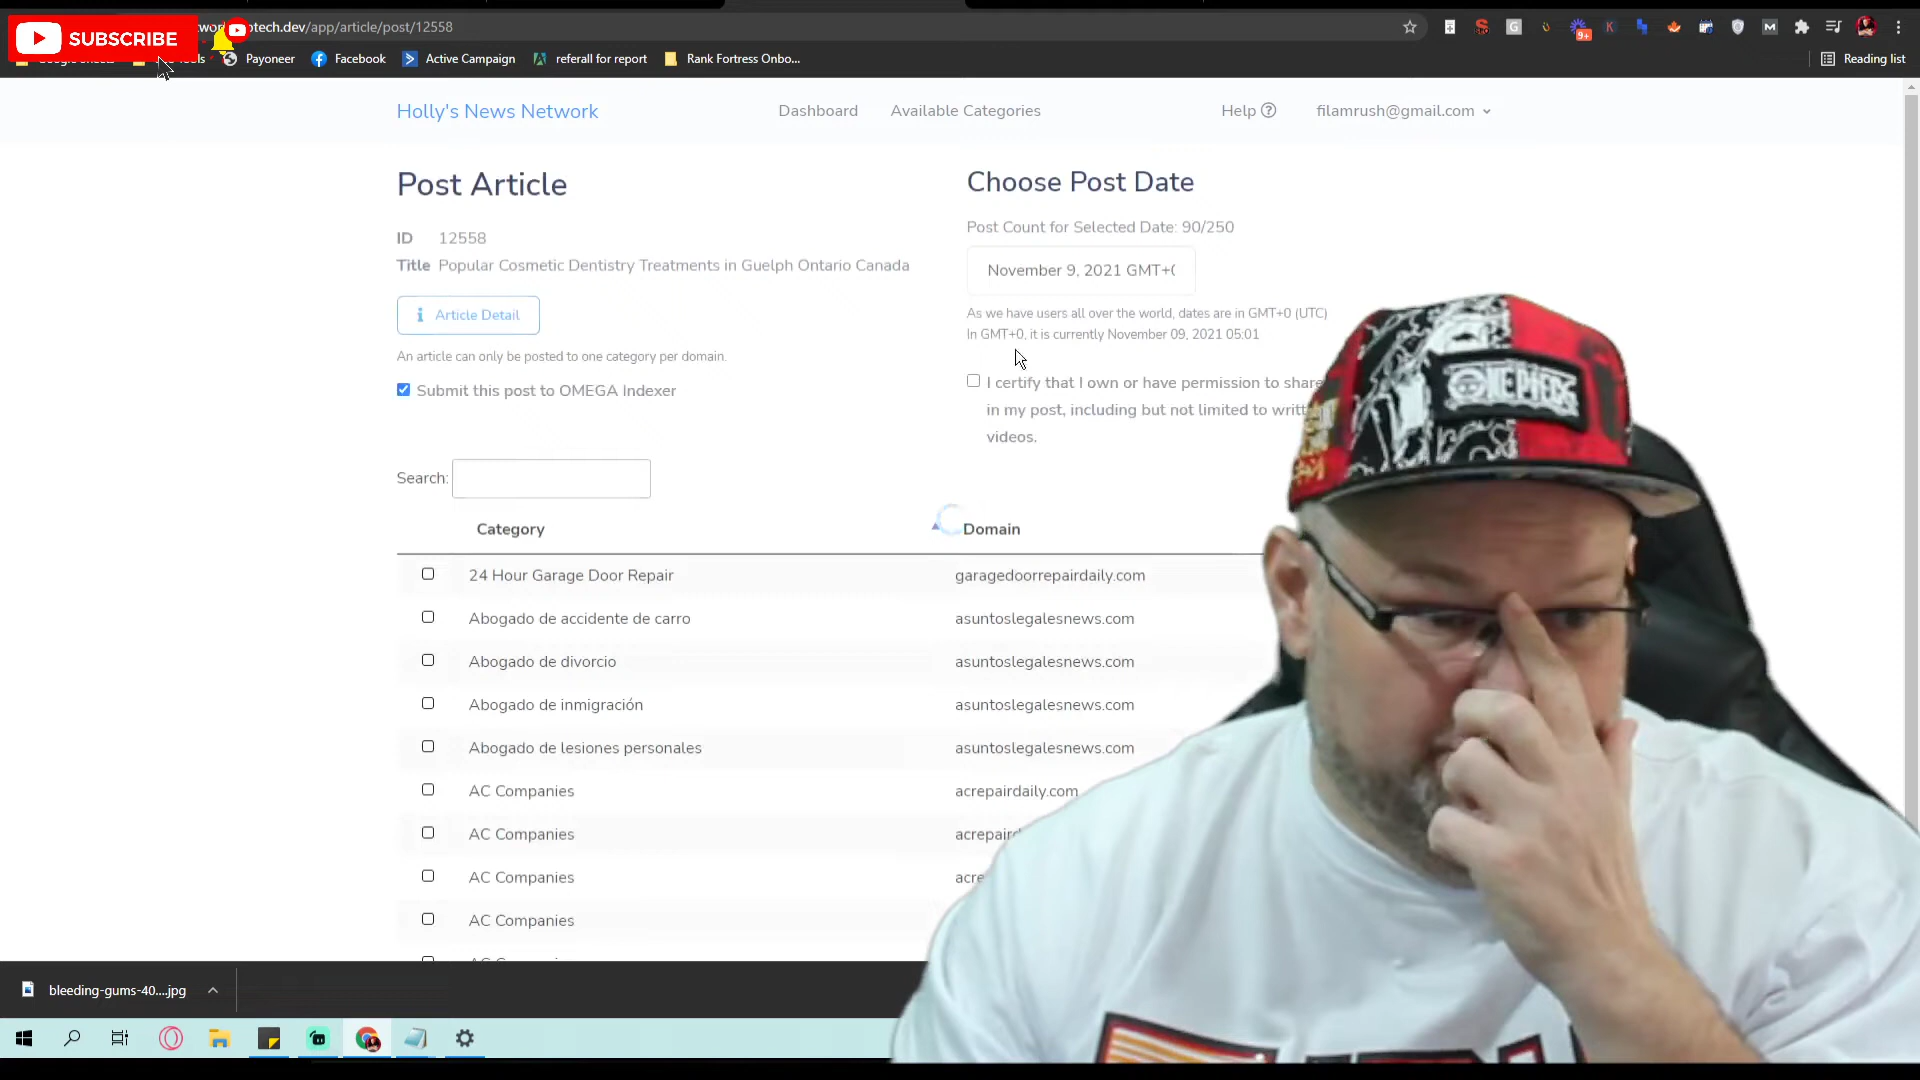 SUBSCRIBE
tech.dev/app/article/post/12558
9+
Payoneer
Facebook
Active Campaign
referall for report
Rank Fortress Onbo...
Reading list
Holly's News Network
Dashboard
Available Categories
Help
filamrush@gmail.com
Post Article
ID 12558
Title Popular Cosmetic Dentistry Treatments in Guelph Ontario Canada
Article Detail
An article can only be posted to one category per domain.
Submit this post to OMEGA Indexer
Choose Post Date
Post Count for Selected Date: 90/250
November 9, 2021 GMT+0
As we have users all over the world, dates are in GMT+0 (UTC)
In GMT+0, it is currently November 09, 2021 05:01
I certify that I own or have permission to share
in my post, including but not limited to
videos.
ONE PIECE
Search:
Category Domain
24 Hour Garage Door Repair garagedoorrepairdaily.com
Abogado de accidente de carro asuntoslegalesnews.com
Abogado de divorcio asuntoslegalesnews.com
Abogado de inmigración asuntoslegalesnews.com
Abogado de lesiones personales asuntoslegalesnews.com
AC Companies acrepairdaily.com
AC Companies
AC Companies
AC Companies
bleeding-gums-40....jpg